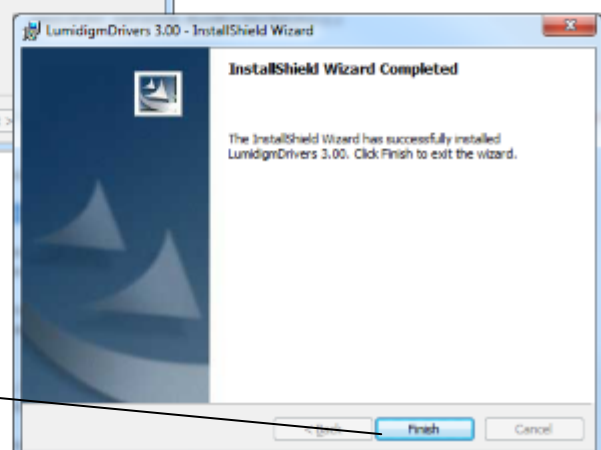 LumidigmDrivers 3.00 - InstallShield Wizard
InstallShield Wizard Completed
The InstallShield Wizard has successfully installed
LumidigmDrivers 3.00. Click Finish to exit the wizard.
< Back
Finish
Cancel